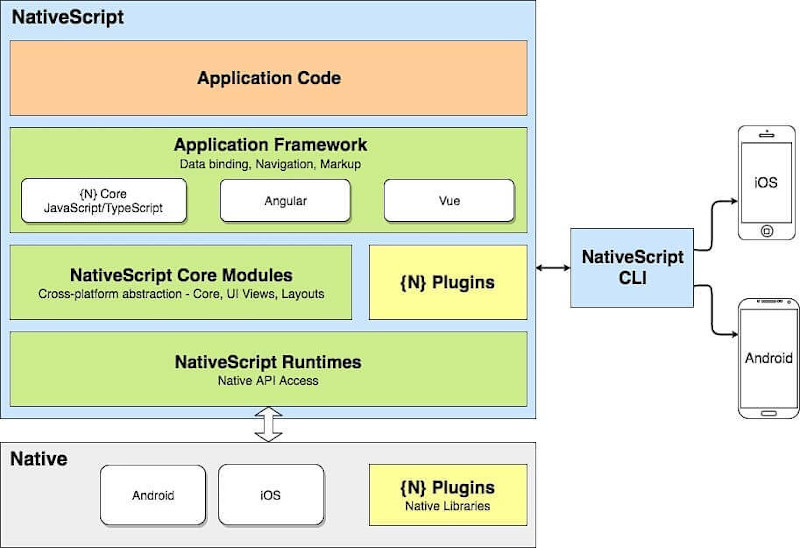 NativeScript
Application Code
Application Framework
Data binding, Navigation, Markup
{N} Core
JavaScript/TypeScript
Angular
Vue
NativeScript Core Modules
Cross-platform abstraction - Core, UI Views, Layouts
{N} Plugins
NativeScript Runtimes
Native API Access
NativeScript
CLI
iOS
Android
Native
Android
iOS
{N} Plugins
Native Libraries